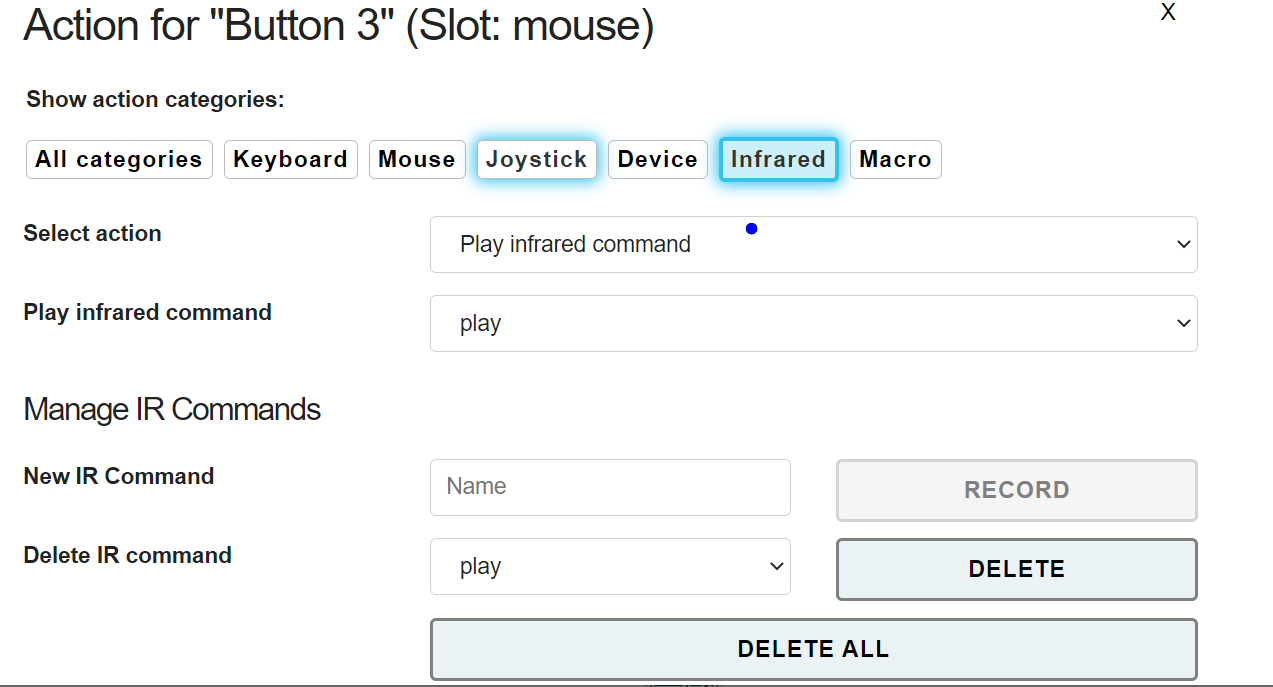 Action for "Button 3" (Slot: mouse)
X
Show action categories:
All categories Keyboard Mouse Joystick Device Infrared Macro
Select action
Play infrared command
Play infrared command
play
Manage IR Commands
New IR Command
Name
RECORD
Delete IR command
play
DELETE
DELETE ALL